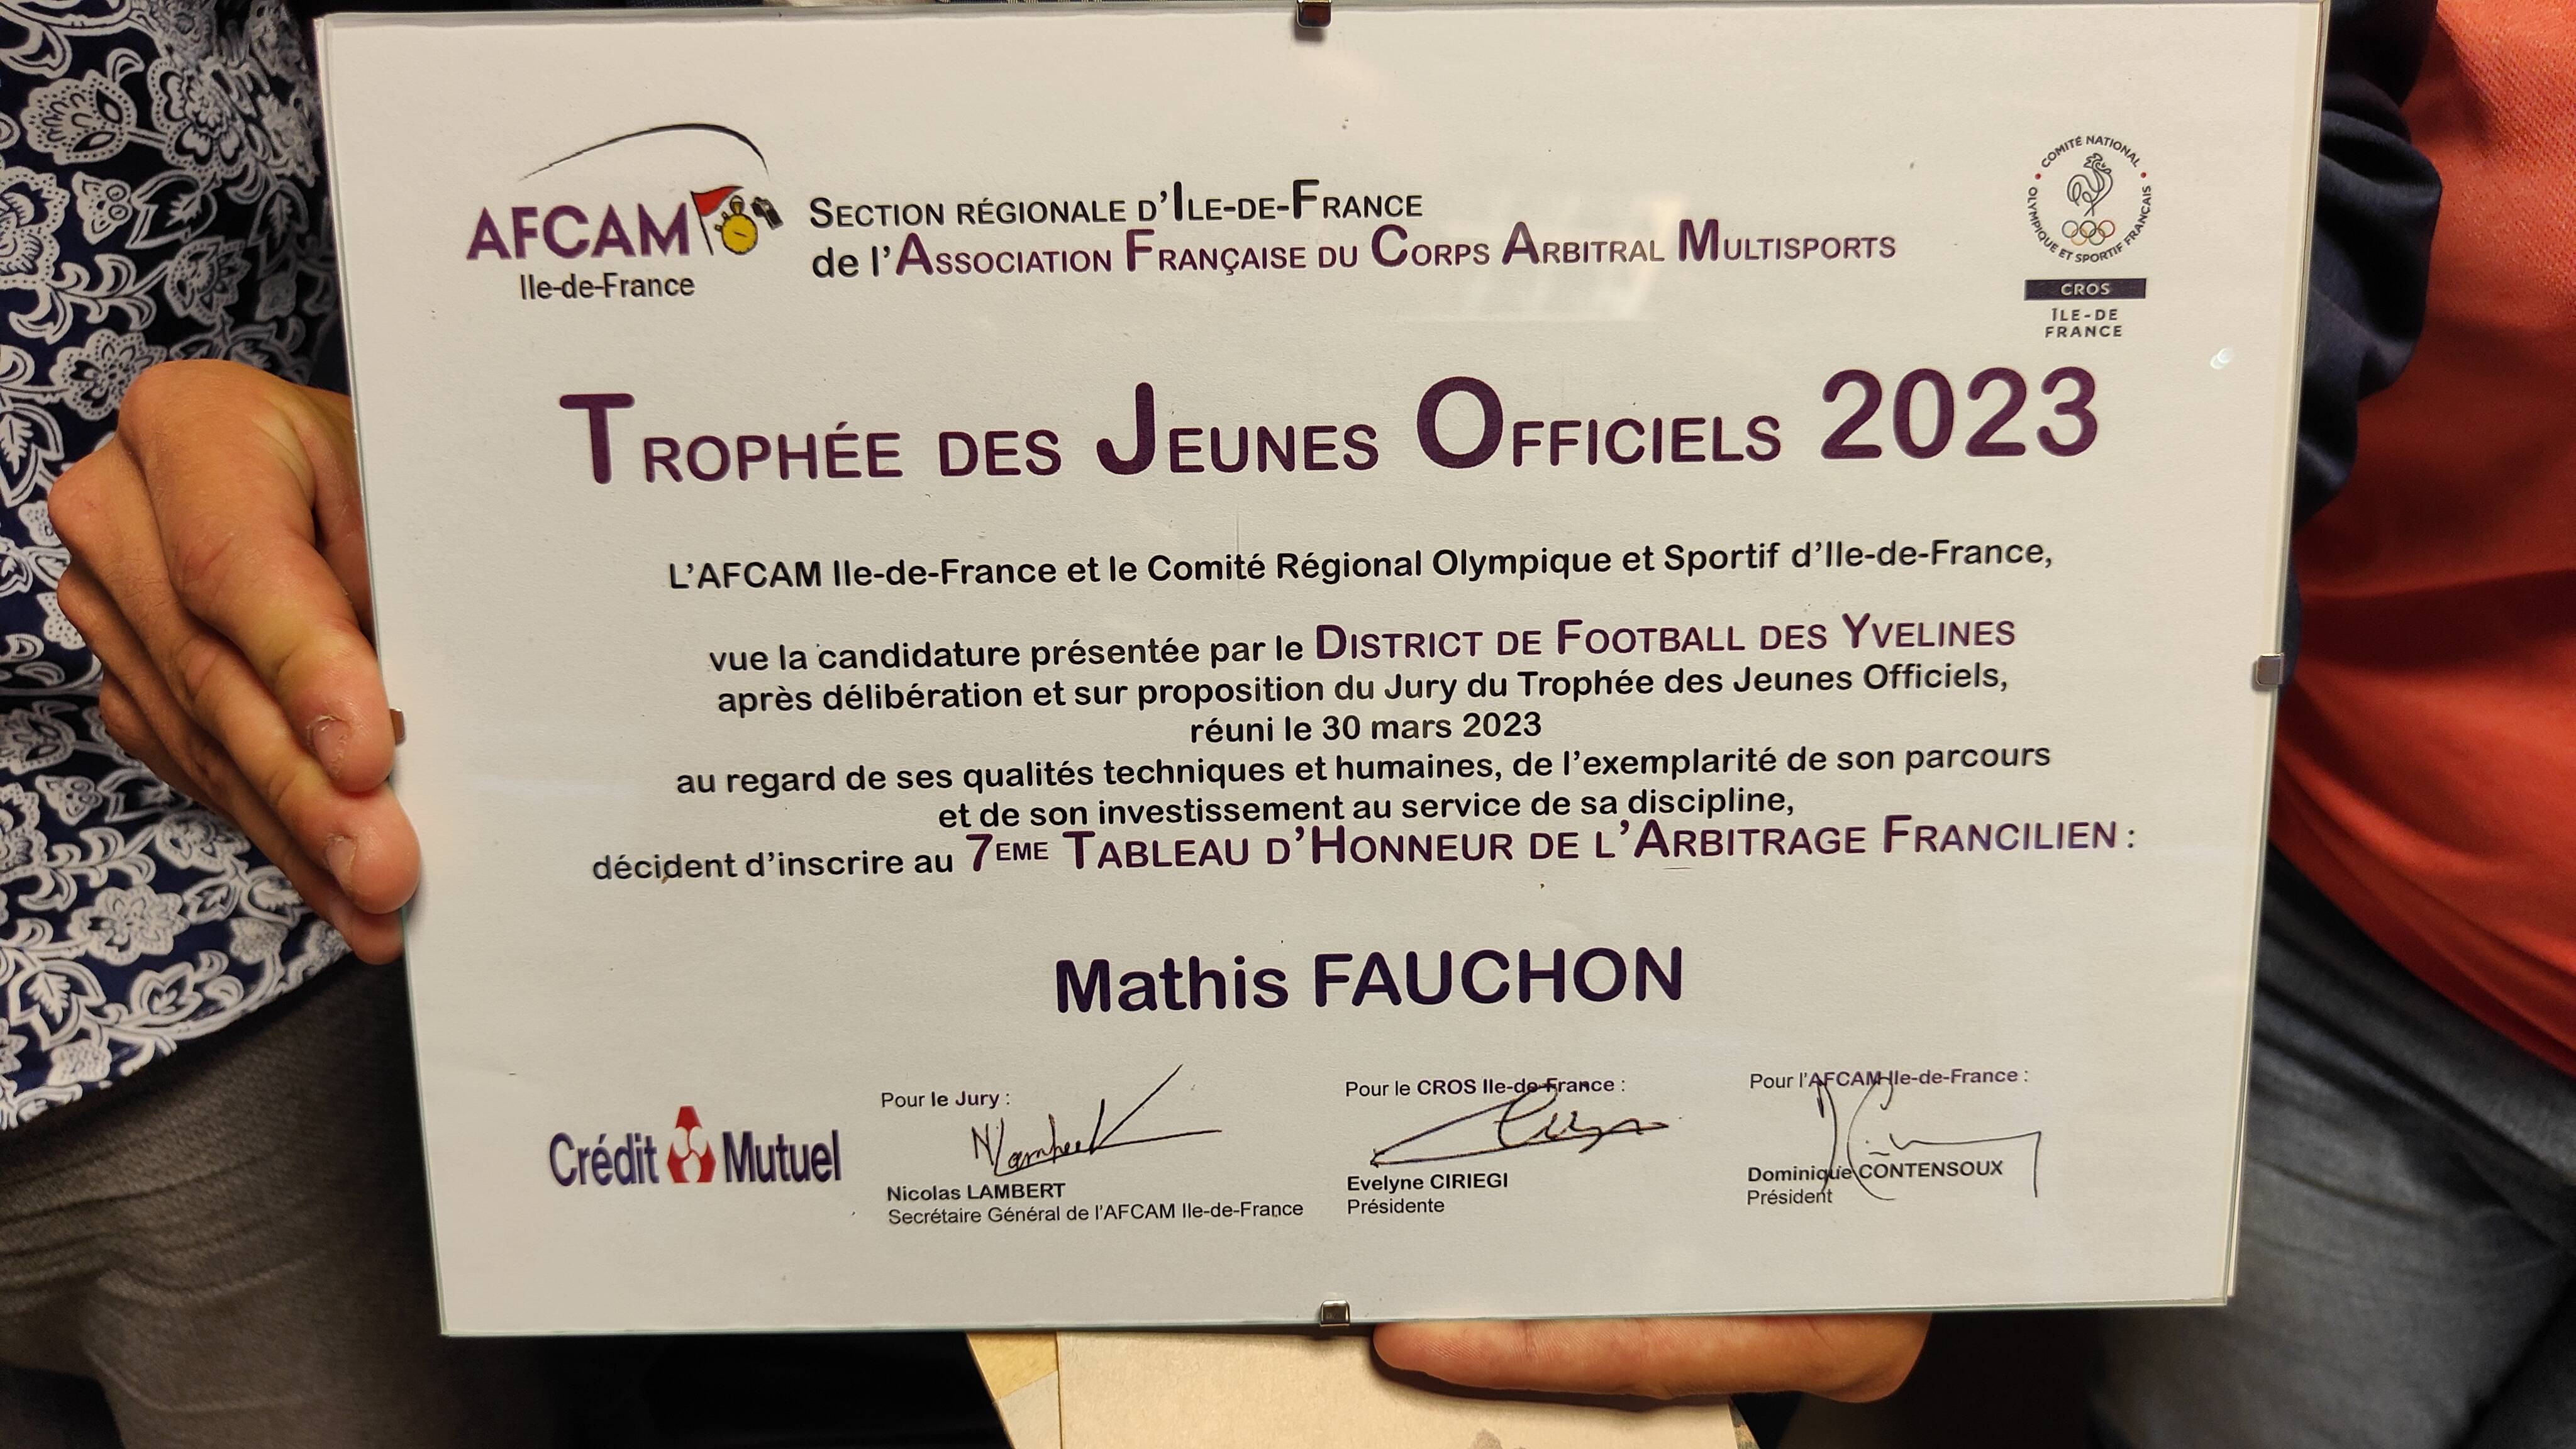 AFCAM
Ile-de-France
SECTION RÉGIONALE D'ILE-DE-FRANCE
de l'ASSOCIATION FRANÇAISE DU CORPS ARBITRAL MULTISPORTS
COMITÉ NATIONAL
OLYMPIQUE ET SPORTIF FRANÇAIS
CROS
ÎLE-DE
FRANCE
TROPHÉE DES JEUNES OFFICIELS 2023
L'AFCAM Ile-de-France et le Comité Régional Olympique et Sportif d'Ile-de-France,
vue la candidature présentée par le DISTRICT DE FOOTBALL DES YVELINES
après délibération et sur proposition du Jury du Trophée des Jeunes Officiels,
réuni le 30 mars 2023
au regard de ses qualités techniques et humaines, de l'exemplarité de son parcours
et de son investissement au service de sa discipline,
décident d'inscrire au 7EME TABLEAU D'HONNEUR DE L'ARBITRAGE FRANCILIEN :
Mathis FAUCHON
Crédit Mutuel
Pour le Jury :
N Lambert
Nicolas LAMBERT
Secrétaire Général de l'AFCAM Ile-de-France
Pour le CROS Ile-de-France :
Evelyne CIRIEGI
Présidente
Pour l'AFCAM Ile-de-France :
Dominique CONTENSOUX
Président